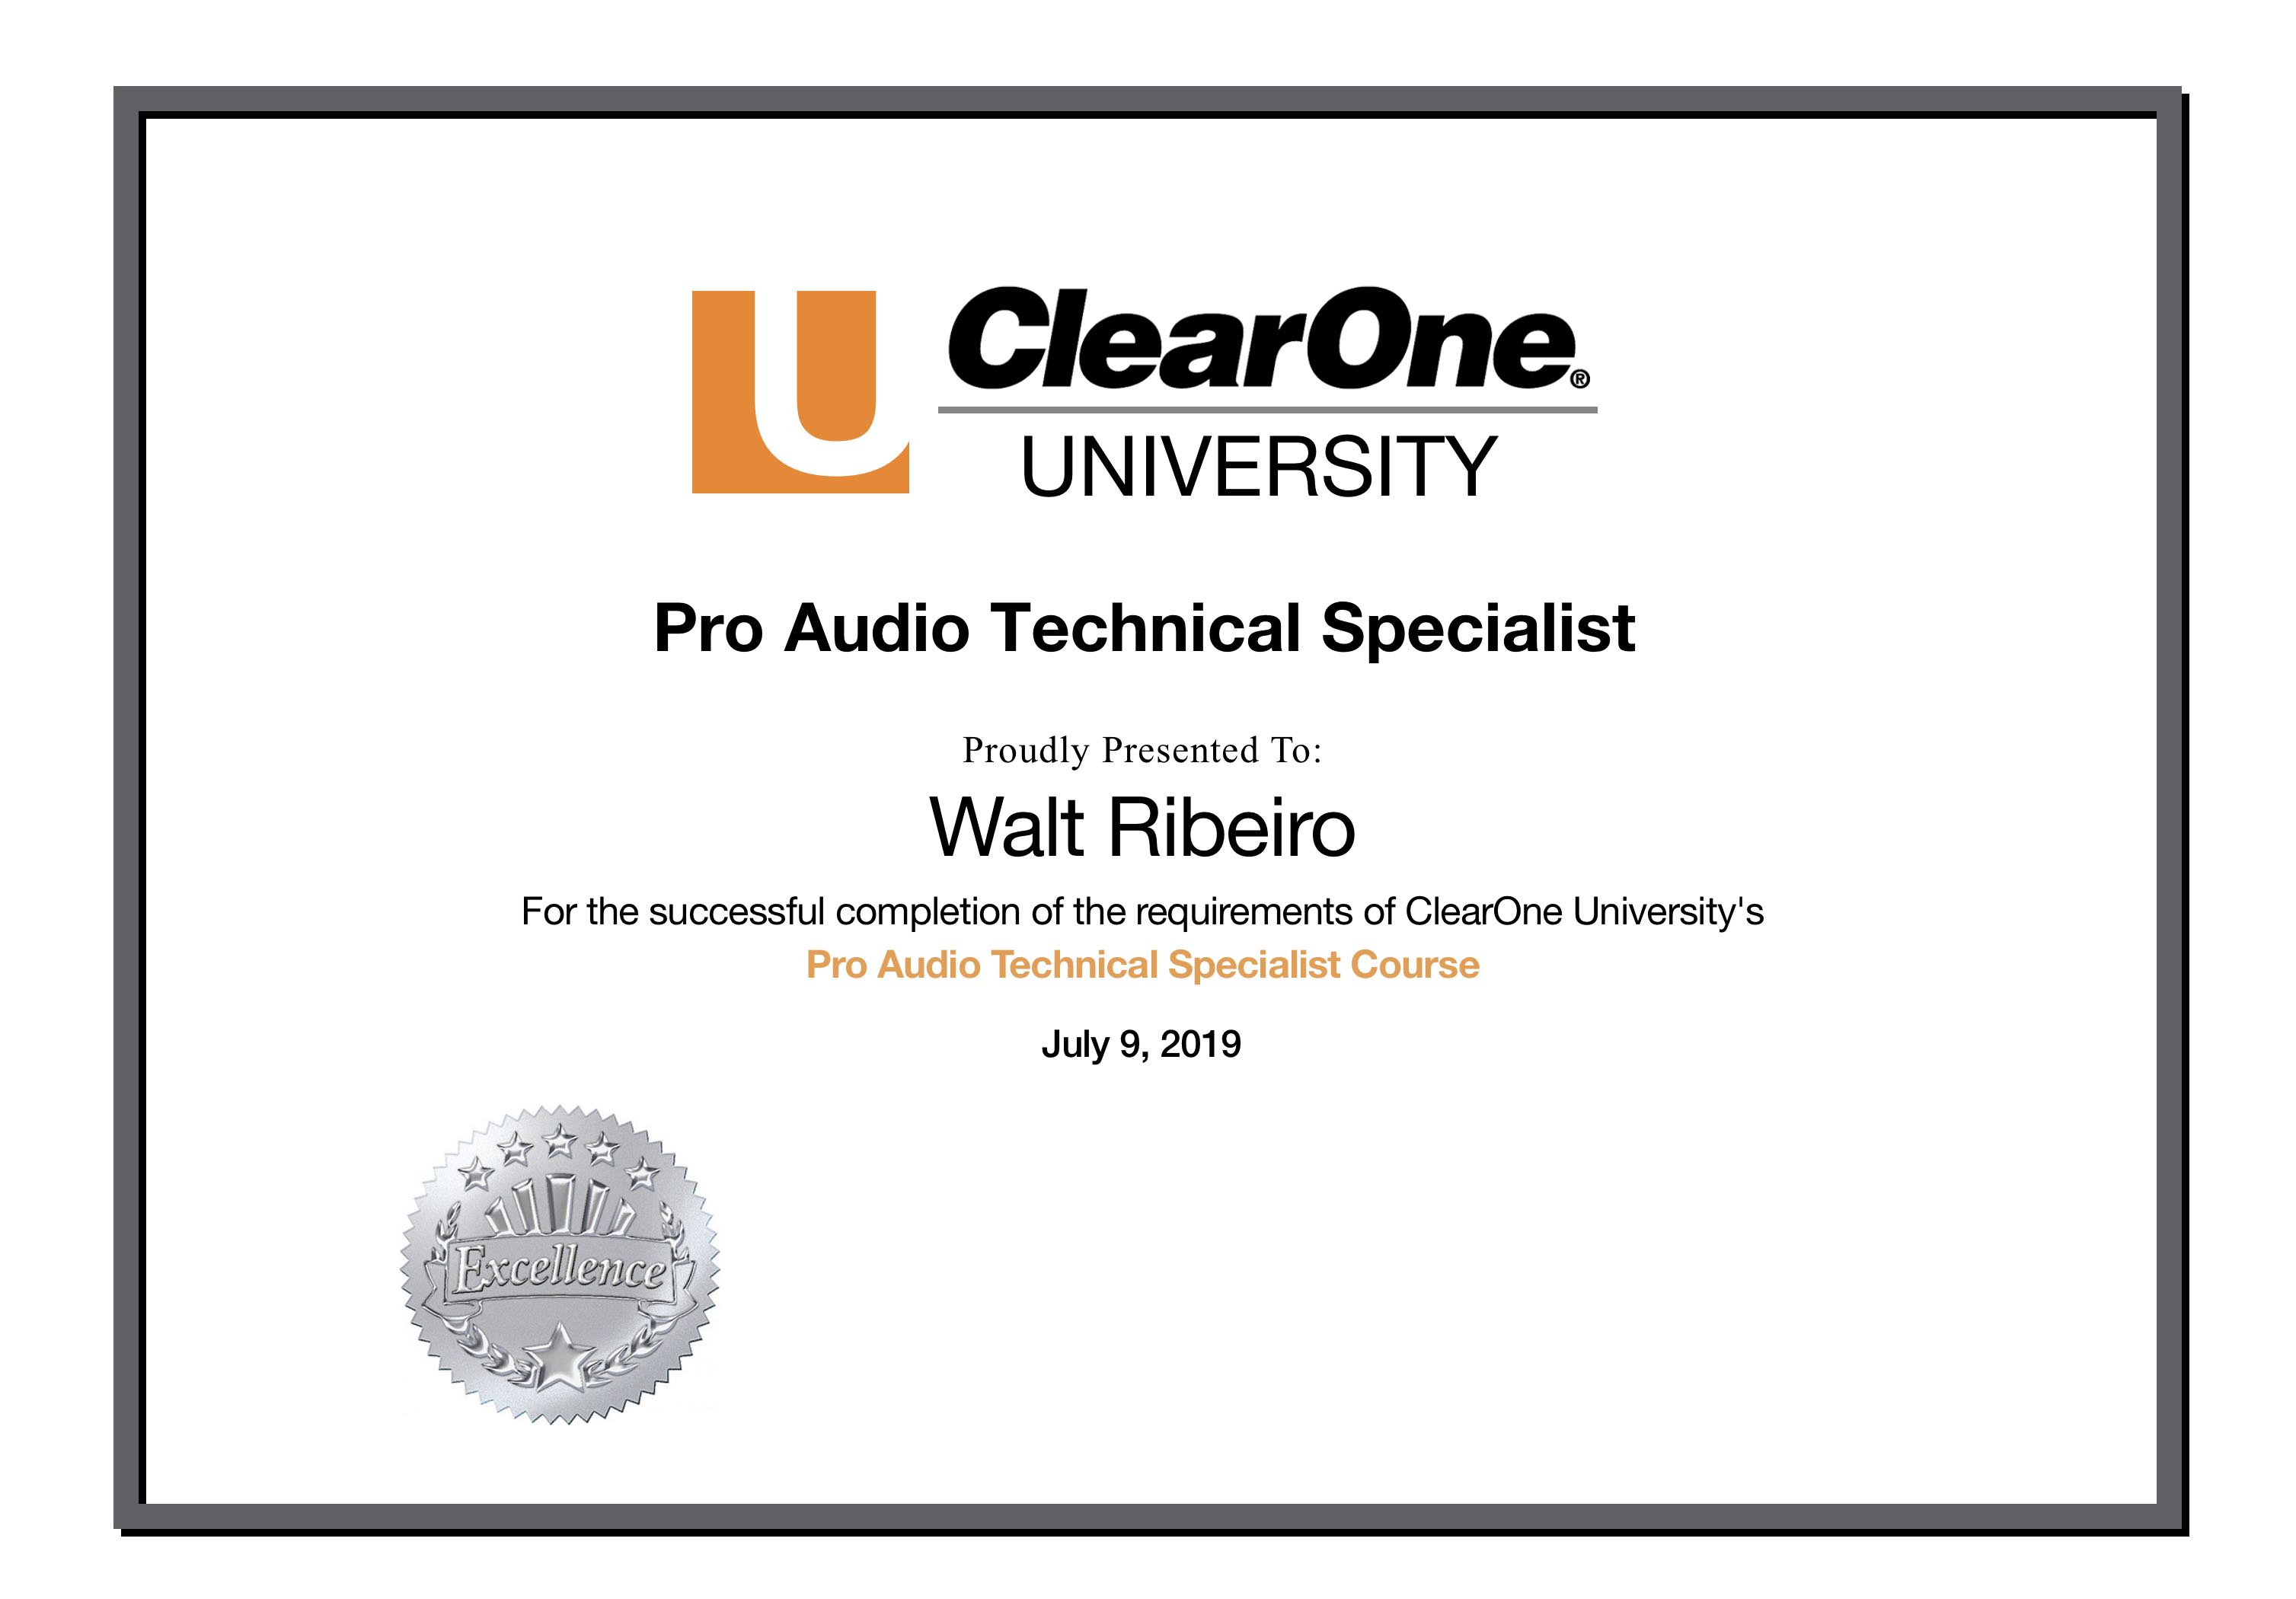 U ClearOne®
UNIVERSITY
Pro Audio Technical Specialist
Proudly Presented To:
Walt Ribeiro
For the successful completion of the requirements of ClearOne University's
Pro Audio Technical Specialist Course
July 9, 2019
Excellence